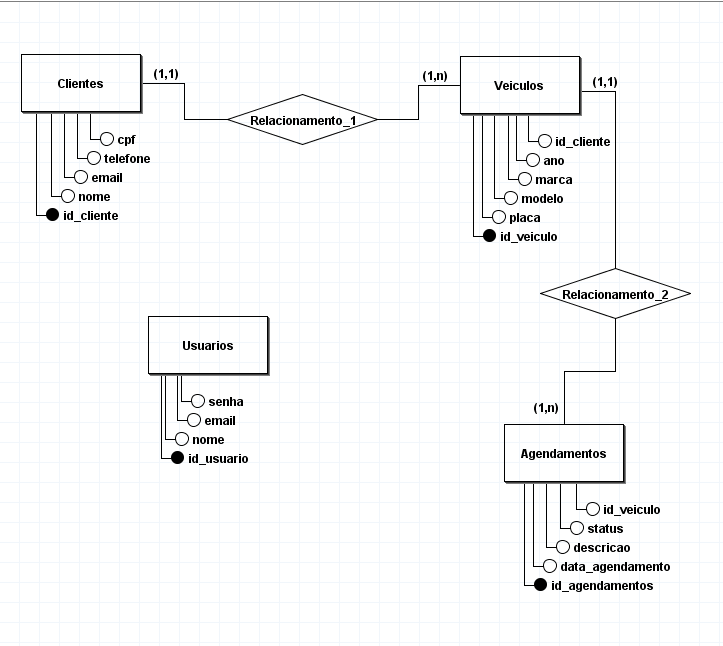 Clientes
(1,1)
Relacionamento_1
(1,n)
Veiculos
(1,1)
cpf
telefone
email
nome
id_cliente
id_cliente
ano
marca
modelo
placa
id_veiculo
Relacionamento_2
Usuarios
senha
email
nome
id_usuario
(1,n)
Agendamentos
id_veiculo
status
descricao
data_agendamento
id_agendamentos